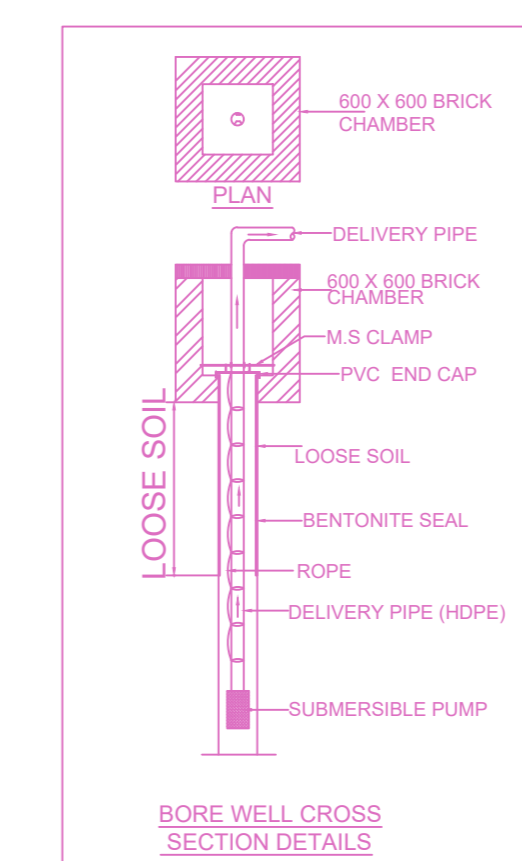 600 X 600 BRICK
CHAMBER
PLAN
DELIVERY PIPE
600 X 600 BRICK
CHAMBER
M.S CLAMP
PVC END CAP
LOOSE SOIL
LOOSE SOIL
BENTONITE SEAL
ROPE
DELIVERY PIPE (HDPE)
SUBMERSIBLE PUMP
BORE WELL CROSS
SECTION DETAILS